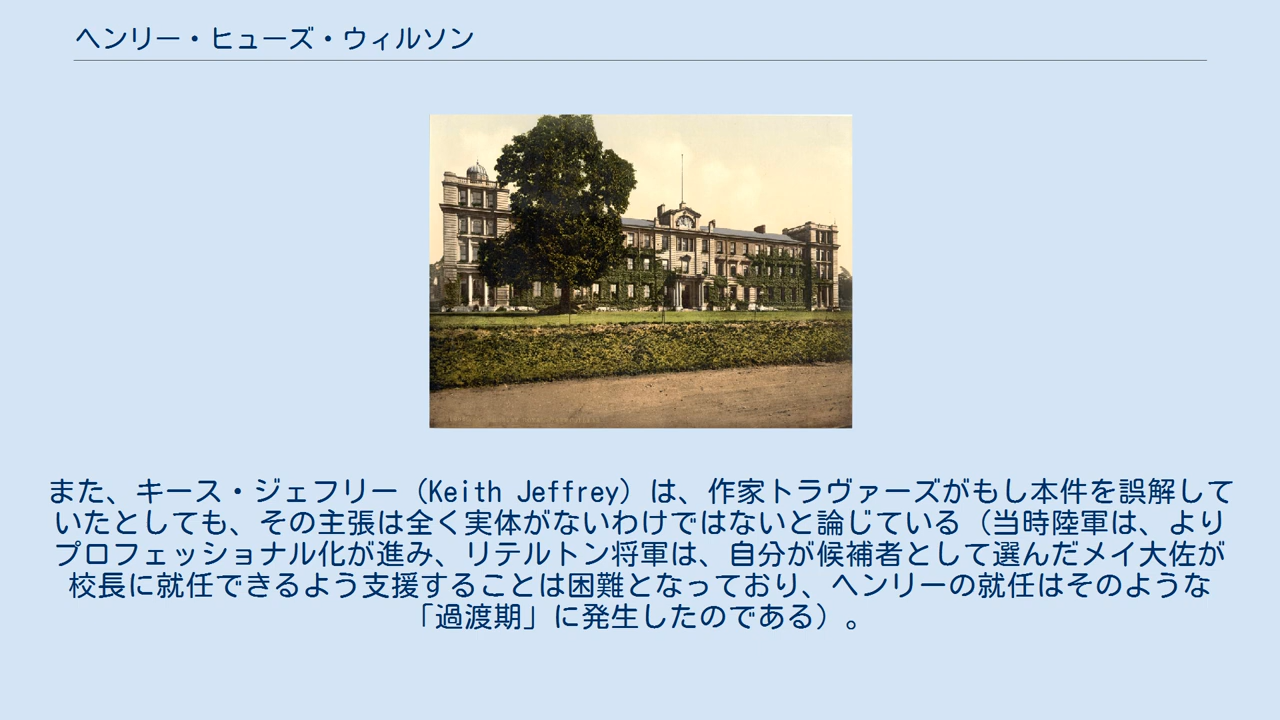 ヘンリー・ヒューズ・ウィルソン
また、キース・ジェフリー（Keith Jeffrey）は、作家トラヴァーズがもし本件を誤解して
いたとしても、その主張は全く実体がないわけではないと論じている（当時陸軍は、より
プロフェッショナル化が進み、リテルトン将軍は、自分が候補者として選んだメイ大佐が
校長に就任できるよう支援することは困難となっており、ヘンリーの就任はそのような
「過渡期」に発生したのである）。